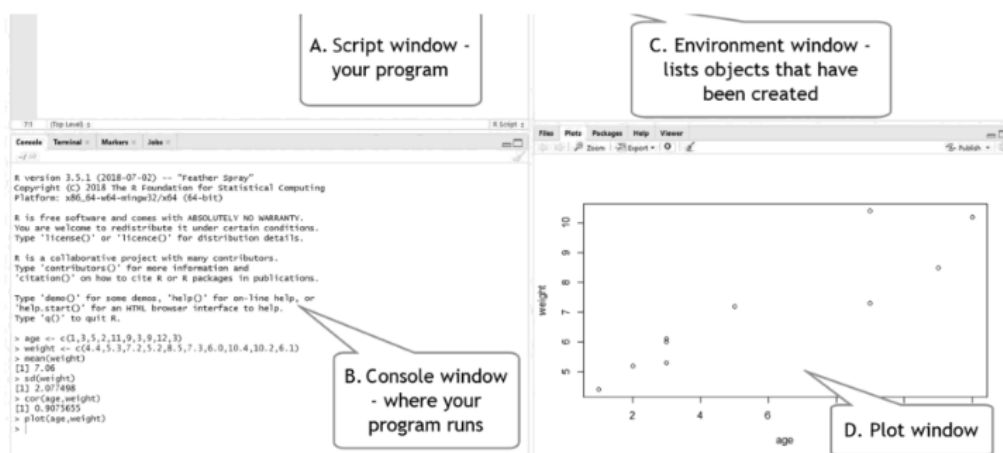 A. Script window -
your program
C. Environment window -
lists objects that have
been created
7:1 (Top Level)
R Script
Console Terminal Markers Jobs
R version 3.5.1 (2018-07-02) -- "Feather Spray"
Copyright (C) 2018 The R Foundation for Statistical Computing
Platform: x86_64-w64-mingw32/x64 (64-bit)
R is free software and comes with ABSOLUTELY NO WARRANTY.
You are welcome to redistribute it under certain conditions.
Type 'license()' or 'licence()' for distribution details.
R is a collaborative project with many contributors.
Type 'contributors()' for more information and
'citation()' on how to cite R or R packages in publications.
Type 'demo()' for some demos, 'help()' for on-line help, or
'help.start()' for an HTML browser interface to help.
Type 'q()' to quit R.
> age <- c(1,3,5,2,11,9,3,9,12,3)
> weight <- c(4.4,5.3,7.2,5.2,8.5,7.3,6.0,10.4,10.2,6.1)
> mean(weight)
[1] 7.06
> sd(weight)
[1] 2.077498
> cor(age,weight)
[1] 0.9075655
> plot(age,weight)
>
B. Console window
- where your
program runs
Files Plots Packages Help Viewer
Zoom Export Publish
10
9
8
7
6
5
weight
2 4 6
age
D. Plot window